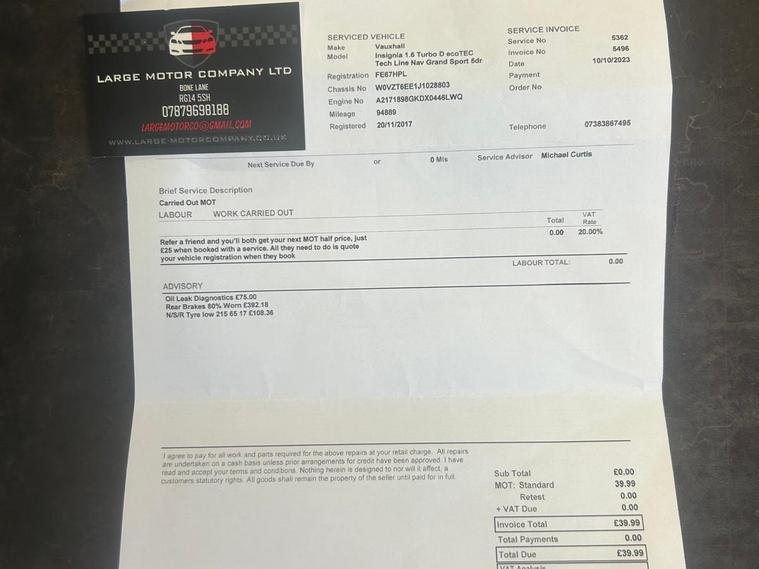 LARGE MOTOR COMPANY LTD
BONE LANE
RG14 5SH
07879698188
LARGEMOTORCO@GMAIL.COM
WWW.LARGE-MOTORCOMPANY.CO.UK
SERVICED VEHICLE
Make Vauxhall
Model Insignia 1.6 Turbo D ecoTEC
Tech Line Nav Grand Sport 5dr
Registration FE67HPL
Chassis No W0VZT6EE1J1028803
Engine No A2171898GKDX0446LWQ
Mileage 94889
Registered 20/11/2017
SERVICE INVOICE
Service No 5362
Invoice No 5496
Date 10/10/2023
Payment
Order No
Telephone 07383867495
Next Service Due By or 0 Mls Service Advisor Michael Curtis
Brief Service Description
Carried Out MOT
LABOUR WORK CARRIED OUT
Total VAT Rate
0.00 20.00%
Refer a friend and you'll both get your next MOT half price, just
£25 when booked with a service. All they need to do is quote
your vehicle registration when they book
LABOUR TOTAL: 0.00
ADVISORY
Oil Leak Diagnostics £75.00
Rear Brakes 80% Worn £392.18
N/S/R Tyre low 215 65 17 £108.36
I agree to pay for all work and parts required for the above repairs at your retail charge. All repairs
are undertaken on a cash basis unless prior arrangements for credit have been approved. I have
read and accept your terms and conditions. Nothing herein is designed to nor will it affect, a
customers statutory rights. All goods shall remain the property of the seller until paid for in full.
Sub Total £0.00
MOT: Standard 39.99
Retest 0.00
+ VAT Due 0.00
Invoice Total £39.99
Total Payments 0.00
Total Due £39.99
VAT Analysis